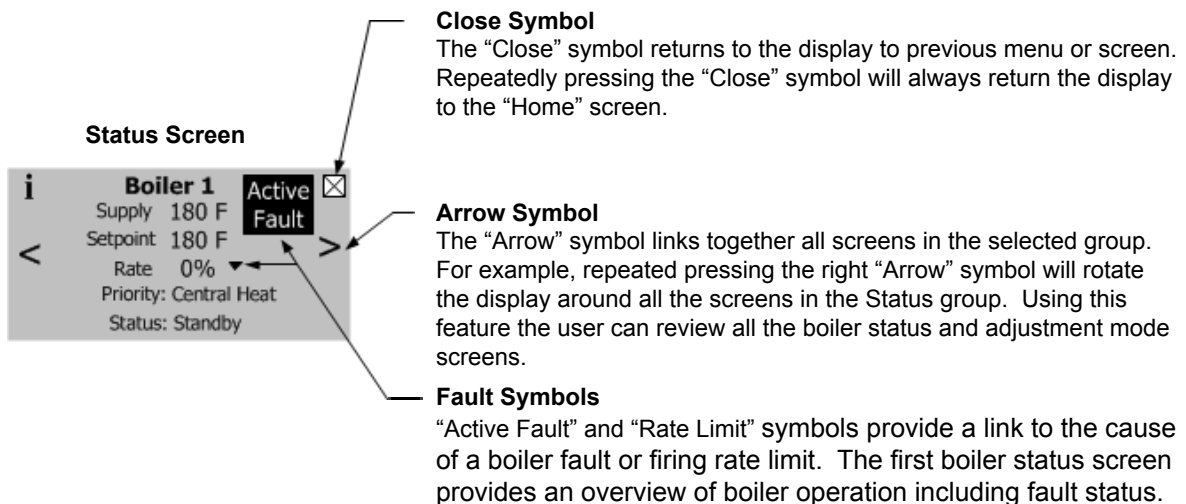 Close Symbol
The “Close” symbol returns to the display to previous menu or screen.
Repeatedly pressing the “Close” symbol will always return the display
to the “Home” screen.
Status Screen
i
Boiler 1
Active
Fault
Supply 180 F
Setpoint 180 F
<
>
Rate 0%
Priority: Central Heat
Status: Standby
Arrow Symbol
The “Arrow” symbol links together all screens in the selected group.
For example, repeated pressing the right “Arrow” symbol will rotate
the display around all the screens in the Status group. Using this
feature the user can review all the boiler status and adjustment mode
screens.
Fault Symbols
“Active Fault” and “Rate Limit” symbols provide a link to the cause
of a boiler fault or firing rate limit. The first boiler status screen
provides an overview of boiler operation including fault status.